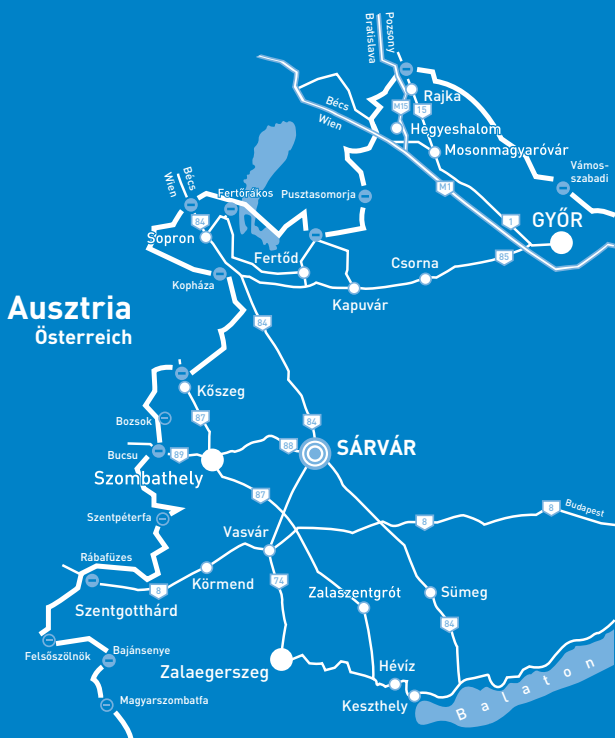 Pozsony
Bratislava
Rajka
Bécs
Wien
M15
15
Hegyeshalom
Mosonmagyaróvár
Vámos-
szabadi
M1
1
GYŐR
Bécs
Wien
Fertőrákos
Pusztasomorja
84
Sopron
Fertőd
Csorna
85
Kapuvár
Kopháza
Ausztria
Österreich
84
Kőszeg
87
Bozsok
84
Bucsu
89
88
SÁRVÁR
Szombathely
87
Szentpéterfa
8
Budapest
8
Vasvár
Rábafüzes
8
Körmend
74
Zalaszentgrót
Sümeg
Szentgotthárd
84
Felsőszölnök
Bajánsenye
Zalaegerszeg
Hévíz
Keszthely
Balaton
Magyarszombatfa